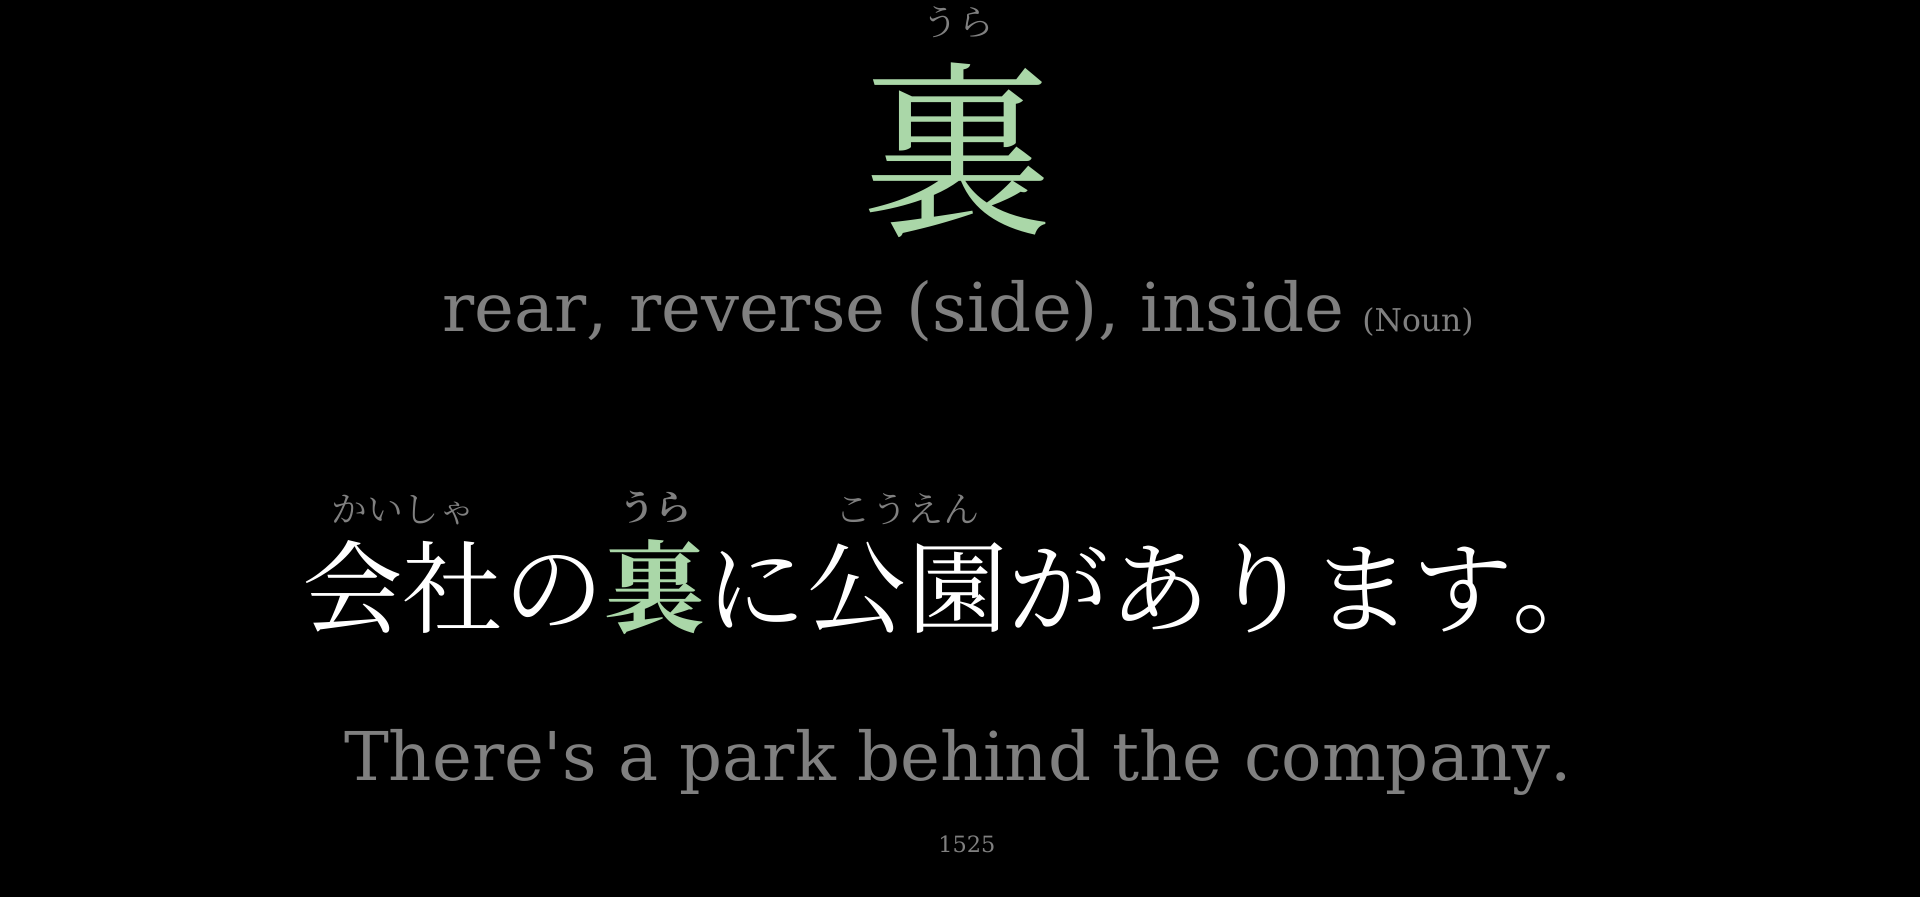 うら
裏
rear, reverse (side), inside (Noun)
かいしゃ うら こうえん
会社の裏に公園があります。
There's a park behind the company.
1525